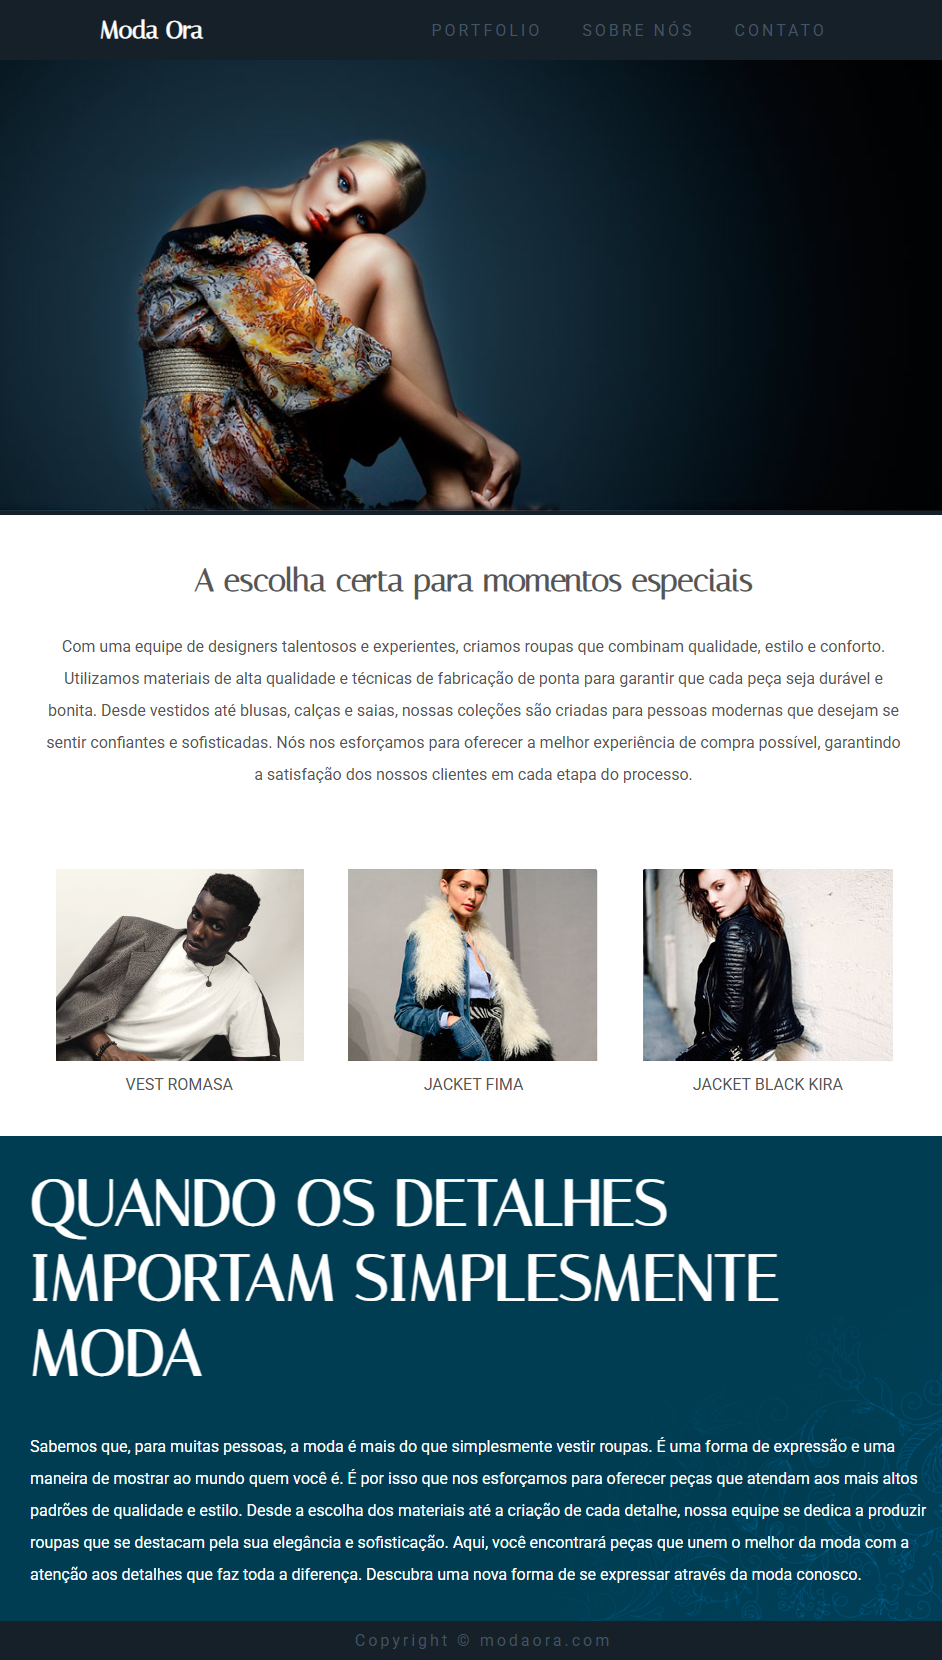 Moda Ora
PORTFOLIO SOBRE NÓS CONTATO
A escolha certa para momentos especiais
Com uma equipe de designers talentosos e experientes, criamos roupas que combinam qualidade, estilo e conforto.
Utilizamos materiais de alta qualidade e técnicas de fabricação de ponta para garantir que cada peça seja durável e
bonita. Desde vestidos até blusas, calças e saias, nossas coleções são criadas para pessoas modernas que desejam se
sentir confiantes e sofisticadas. Nós nos esforçamos para oferecer a melhor experiência de compra possível, garantindo
a satisfação dos nossos clientes em cada etapa do processo.
VEST ROMASA
JACKET FIMA
JACKET BLACK KIRA
QUANDO OS DETALHES
IMPORTAM SIMPLESMENTE
MODA
Sabemos que, para muitas pessoas, a moda é mais do que simplesmente vestir roupas. É uma forma de expressão e uma
maneira de mostrar ao mundo quem você é. É por isso que nos esforçamos para oferecer peças que atendam aos mais altos
padrões de qualidade e estilo. Desde a escolha dos materiais até a criação de cada detalhe, nossa equipe se dedica a produzir
roupas que se destacam pela sua elegância e sofisticação. Aqui, você encontrará peças que unem o melhor da moda com a
atenção aos detalhes que faz toda a diferença. Descubra uma nova forma de se expressar através da moda conosco.
Copyright © modaora.com